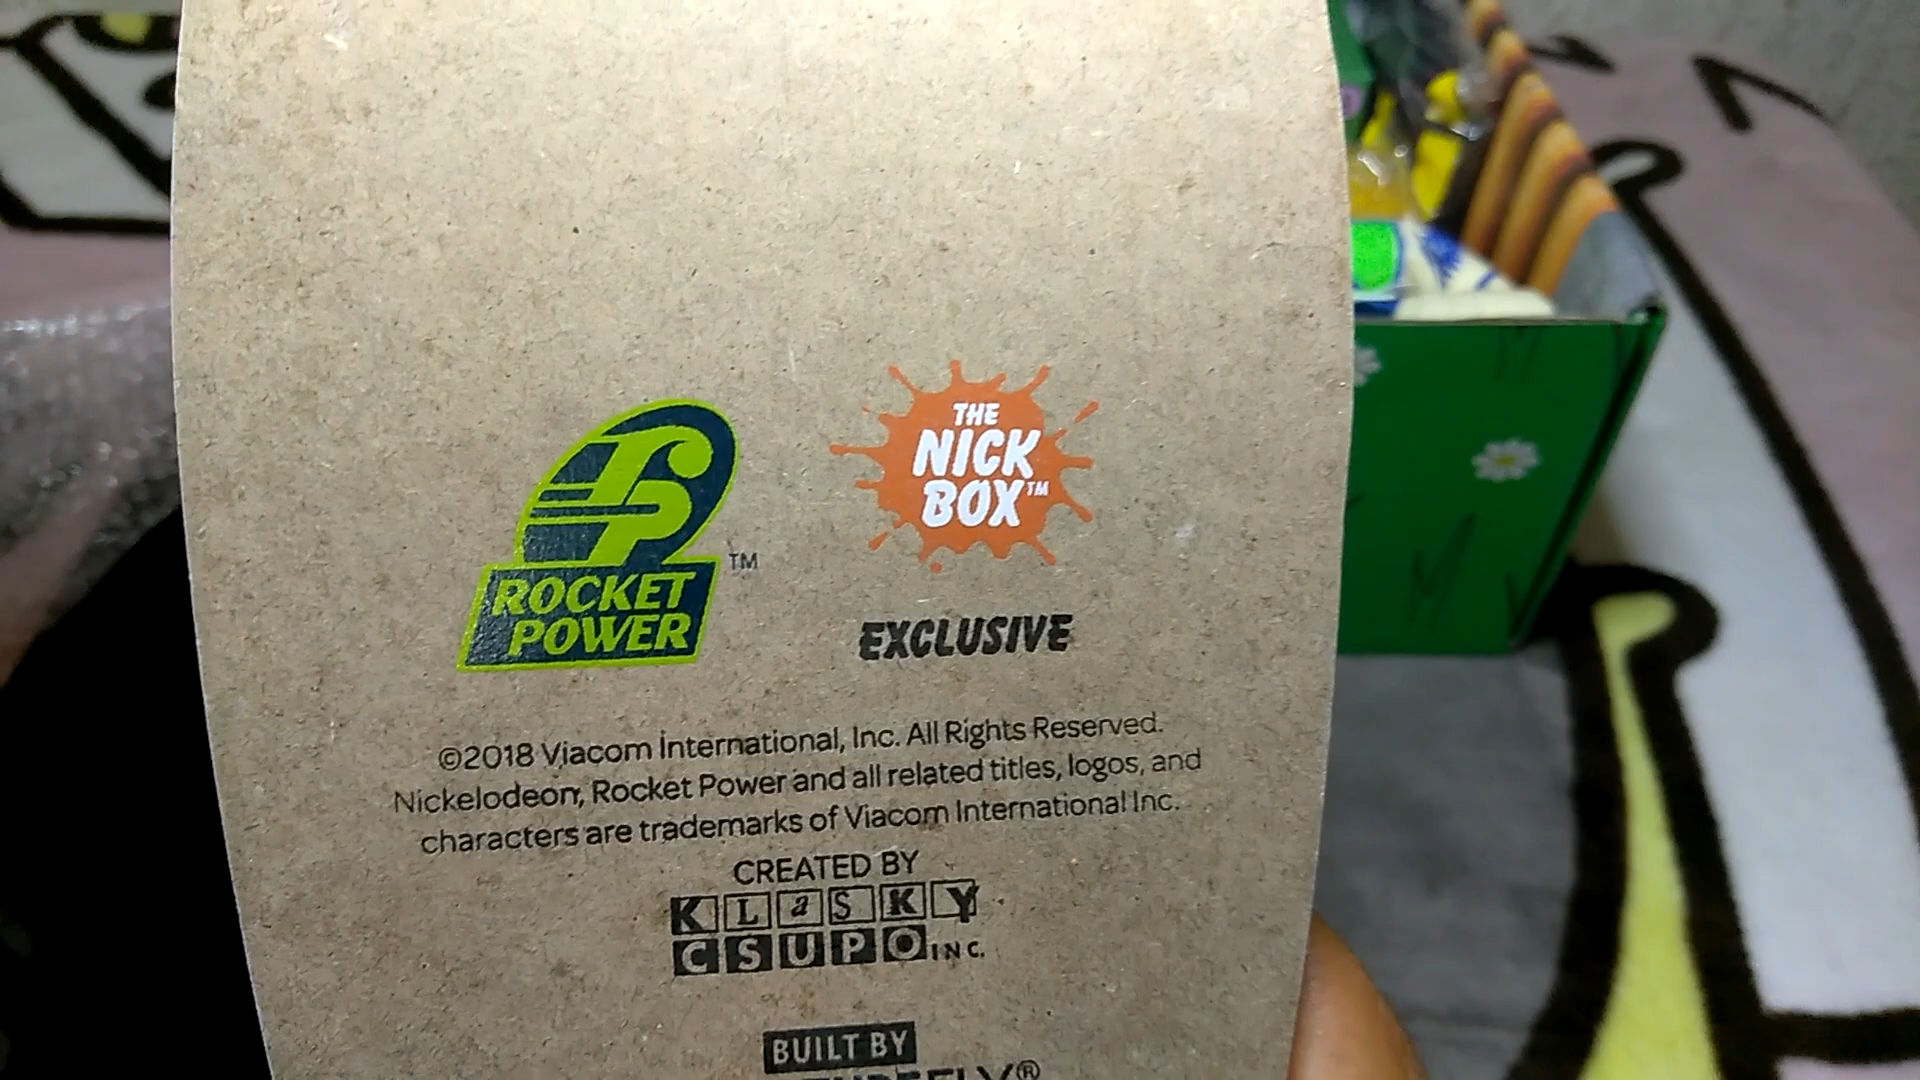 ROCKET
POWER
TM
THE
NICK
BOX™
EXCLUSIVE
©2018 Viacom International, Inc. All Rights Reserved.
Nickelodeon, Rocket Power and all related titles, logos, and
characters are trademarks of Viacom International Inc.
CREATED BY
KLaSKY
CSUPO INC.
BUILT BY